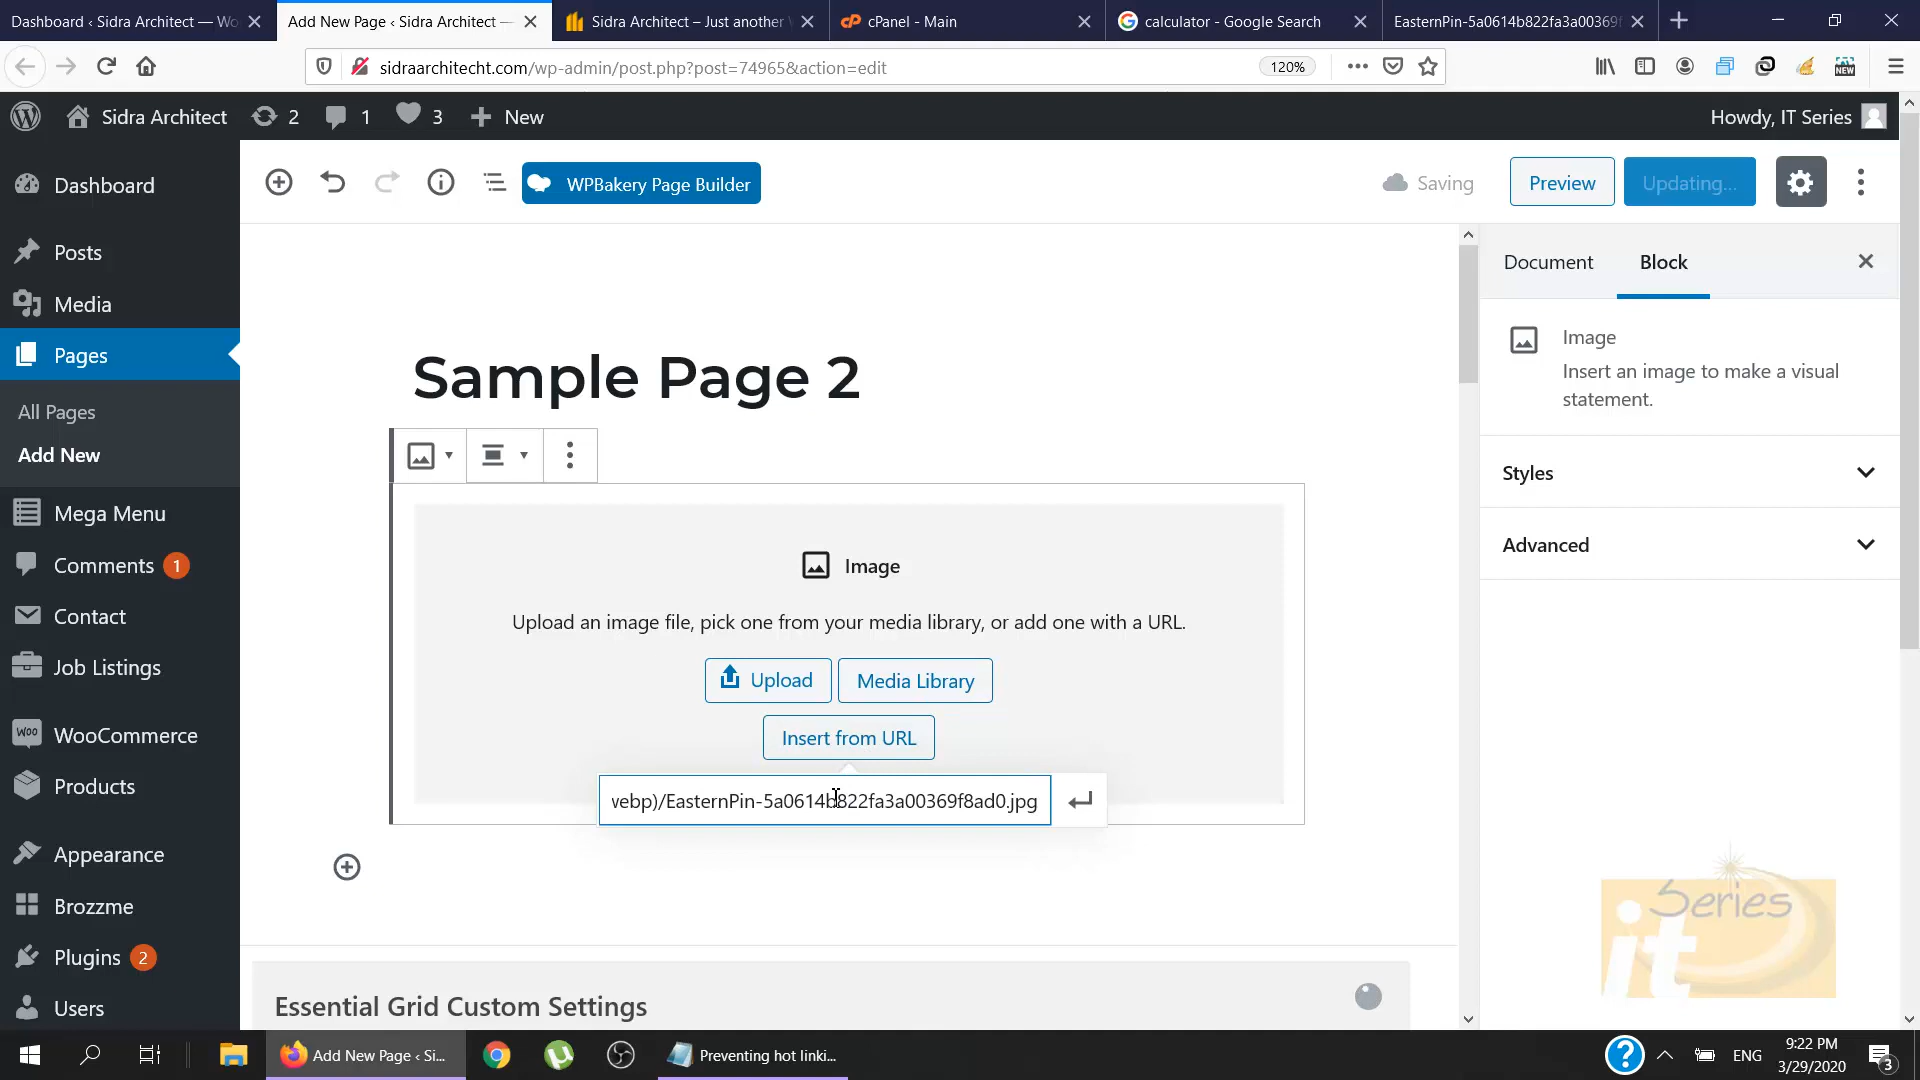 Dashboard ‹ Sidra Architect — Wo
Add New Page ‹ Sidra Architect —
Sidra Architect – Just another
cPanel - Main
calculator - Google Search
EasternPin-5a0614b822fa3a00369f
sidraarchitecht.com/wp-admin/post.php?post=74965&action=edit
120%
NEW
Sidra Architect
2
1
3
New
Howdy, IT Series
Dashboard
Posts
Media
Pages
All Pages
Add New
Mega Menu
Comments 1
Contact
Job Listings
WooCommerce
Products
Appearance
Brozzme
Plugins 2
Users
WPBakery Page Builder
Saving
Preview
Updating...
Sample Page 2
Image
Upload an image file, pick one from your media library, or add one with a URL.
Upload
Media Library
Insert from URL
vebp)/EasternPin-5a0614b822fa3a00369f8ad0.jpg
Essential Grid Custom Settings
Document
Block
Image
Insert an image to make a visual
statement.
Styles
Advanced
it Series
Add New Page ‹ Si...
Preventing hot linki...
ENG
9:22 PM
3/29/2020
3